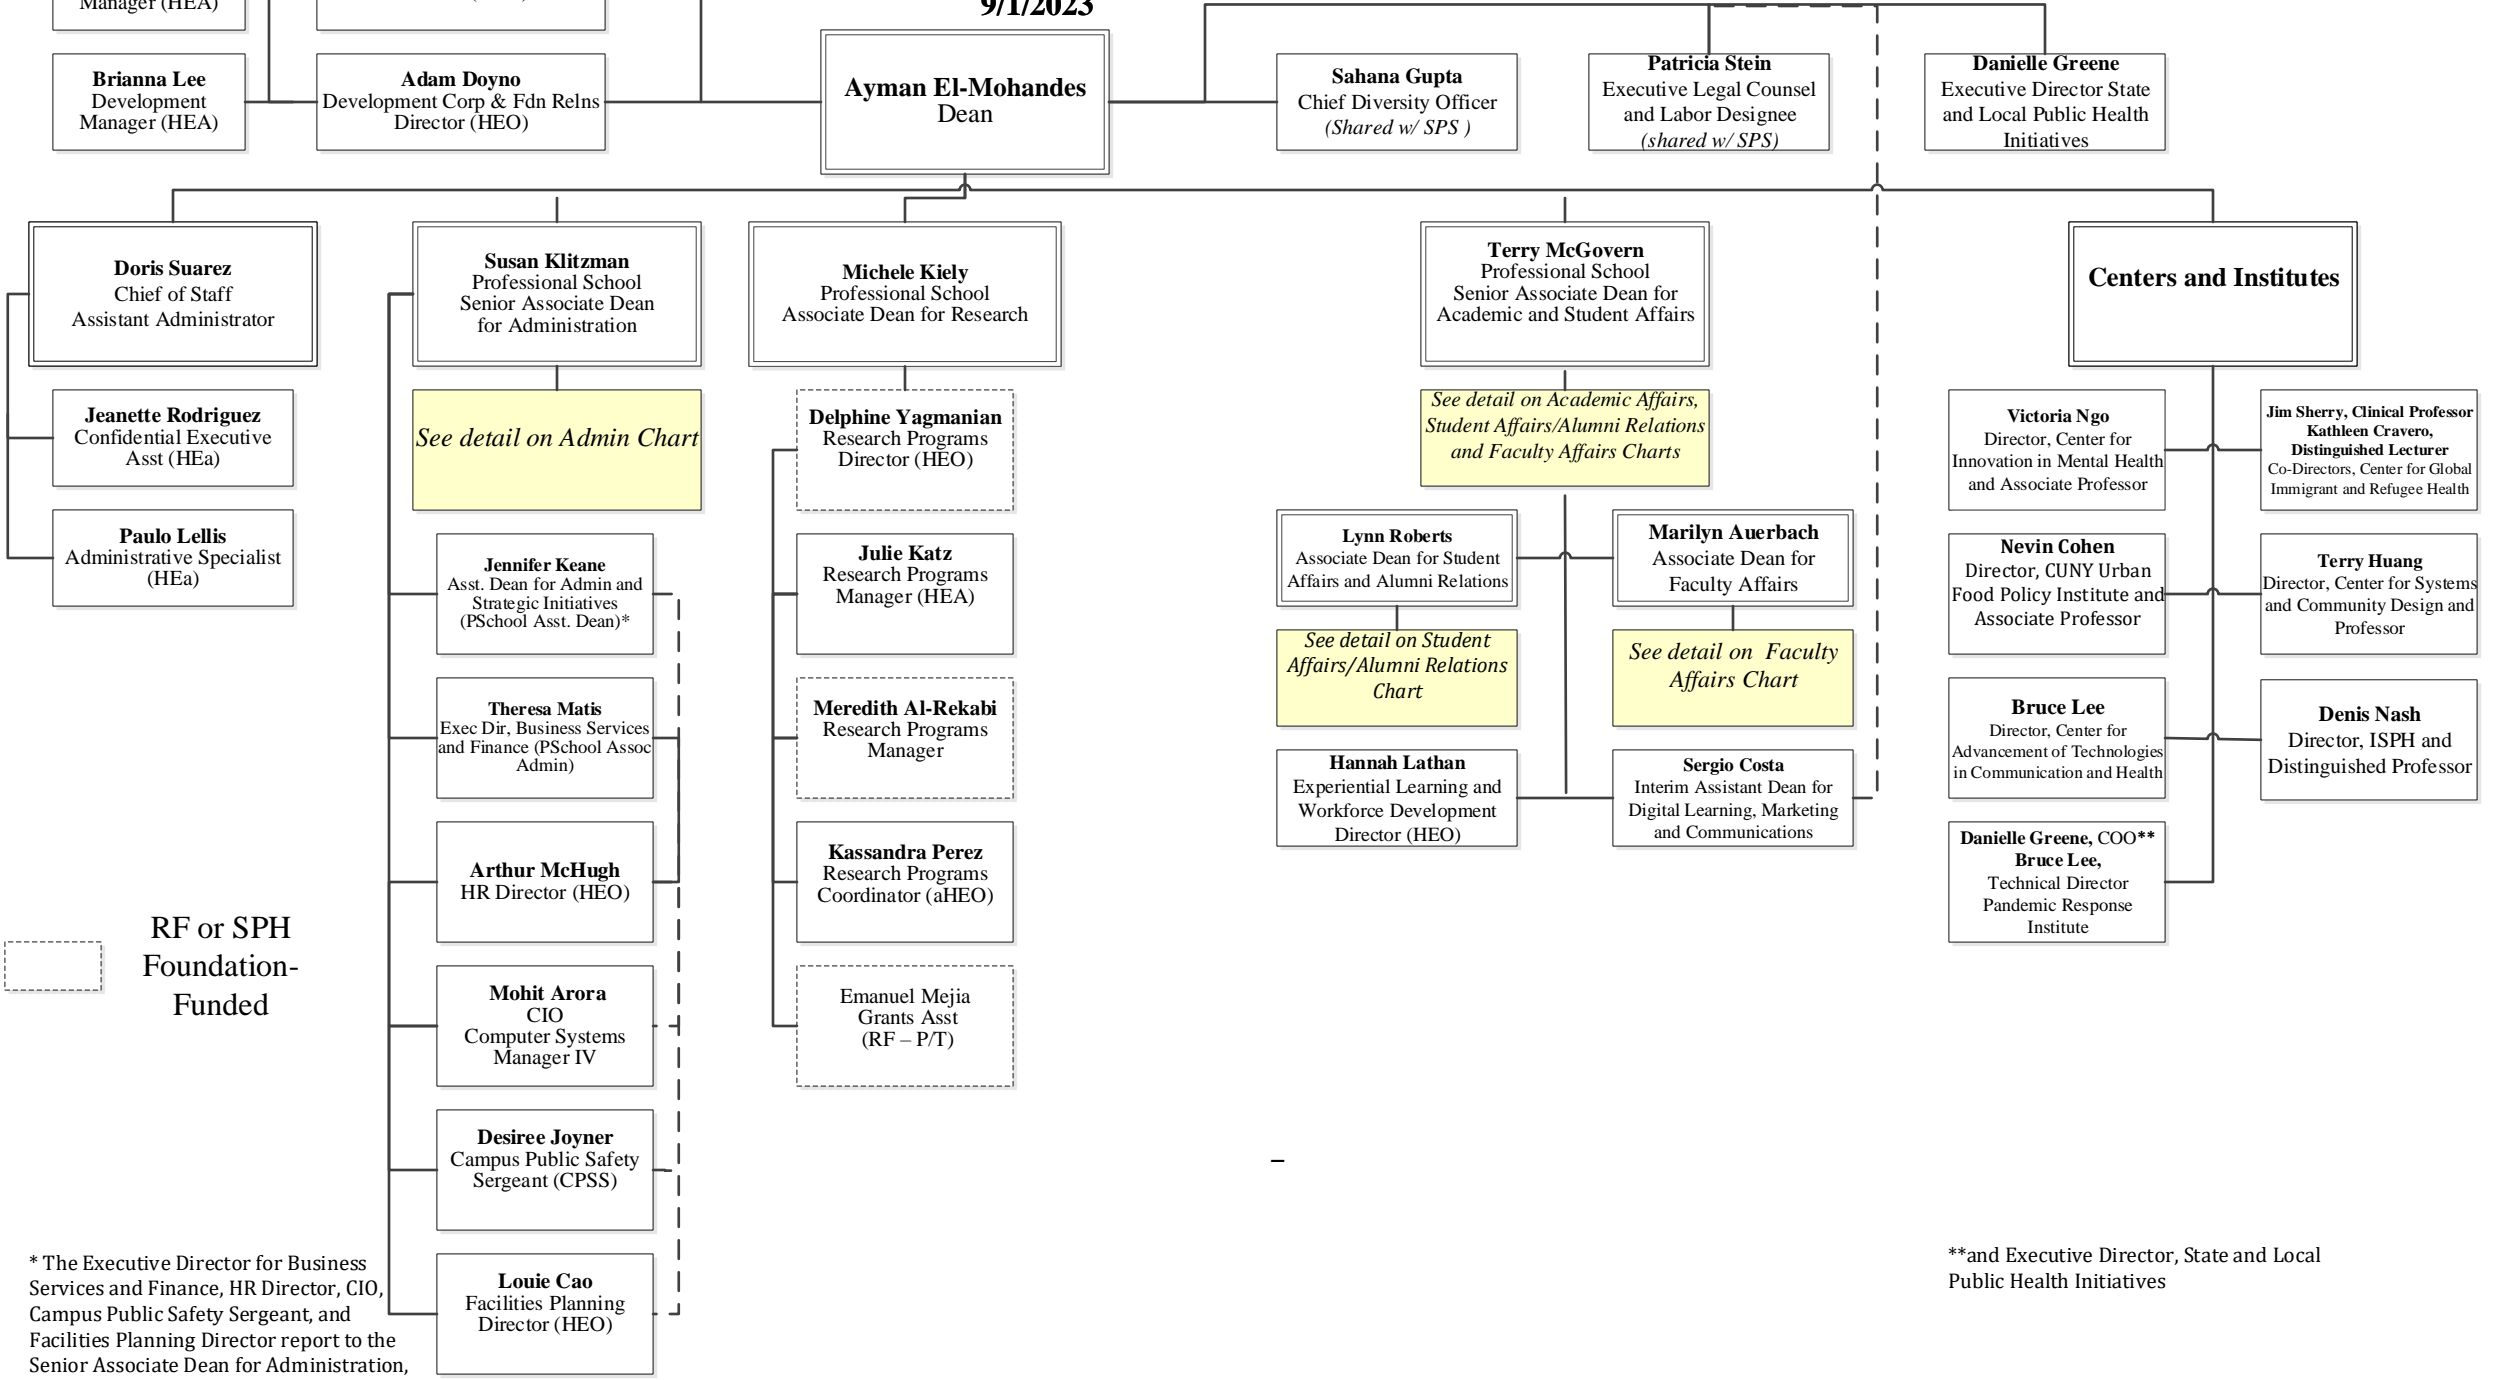 Manager (HEA)
9/1/2023
Brianna Lee
Development
Manager (HEA)
Adam Doyno
Development Corp & Fdn Relns
Director (HEO)
Ayman El-Mohandes
Dean
Sahana Gupta
Chief Diversity Officer
(Shared w/ SPS )
Patricia Stein
Executive Legal Counsel
and Labor Designee
(shared w/ SPS)
Danielle Greene
Executive Director State
and Local Public Health
Initiatives
Doris Suarez
Chief of Staff
Assistant Administrator
Susan Klitzman
Professional School
Senior Associate Dean
for Administration
Michele Kiely
Professional School
Associate Dean for Research
Terry McGovern
Professional School
Senior Associate Dean for
Academic and Student Affairs
Centers and Institutes
Jeanette Rodriguez
Confidential Executive
Asst (HEa)
Paulo Lellis
Administrative Specialist
(HEa)
See detail on Admin Chart
Jennifer Keane
Asst. Dean for Admin and
Strategic Initiatives
(PSchool Asst. Dean)*
Theresa Matis
Exec Dir, Business Services
and Finance (PSchool Assoc
Admin)
Arthur McHugh
HR Director (HEO)
Mohit Arora
CIO
Computer Systems
Manager IV
Desiree Joyner
Campus Public Safety
Sergeant (CPSS)
Louie Cao
Facilities Planning
Director (HEO)
Delphine Yagmanian
Research Programs
Director (HEO)
Julie Katz
Research Programs
Manager (HEA)
Meredith Al-Rekabi
Research Programs
Manager
Kassandra Perez
Research Programs
Coordinator (aHEO)
Emanuel Mejia
Grants Asst
(RF – P/T)
See detail on Academic Affairs,
Student Affairs/Alumni Relations
and Faculty Affairs Charts
Lynn Roberts
Associate Dean for Student
Affairs and Alumni Relations
Marilyn Auerbach
Associate Dean for
Faculty Affairs
See detail on Student
Affairs/Alumni Relations
Chart
See detail on  Faculty
Affairs Chart
Hannah Lathan
Experiential Learning and
Workforce Development
Director (HEO)
Sergio Costa
Interim Assistant Dean for
Digital Learning, Marketing
and Communications
Victoria Ngo
Director, Center for
Innovation in Mental Health
and Associate Professor
Jim Sherry, Clinical Professor
Kathleen Cravero,
Distinguished Lecturer
Co-Directors, Center for Global
Immigrant and Refugee Health
Nevin Cohen
Director, CUNY Urban
Food Policy Institute and
Associate Professor
Terry Huang
Director, Center for Systems
and Community Design and
Professor
Bruce Lee
Director, Center for
Advancement of Technologies
in Communication and Health
Denis Nash
Director, ISPH and
Distinguished Professor
Danielle Greene, COO**
Bruce Lee,
Technical Director
Pandemic Response
Institute
RF or SPH
Foundation-
Funded
* The Executive Director for Business
Services and Finance, HR Director, CIO,
Campus Public Safety Sergeant, and
Facilities Planning Director report to the
Senior Associate Dean for Administration,
–
**and Executive Director, State and Local
Public Health Initiatives